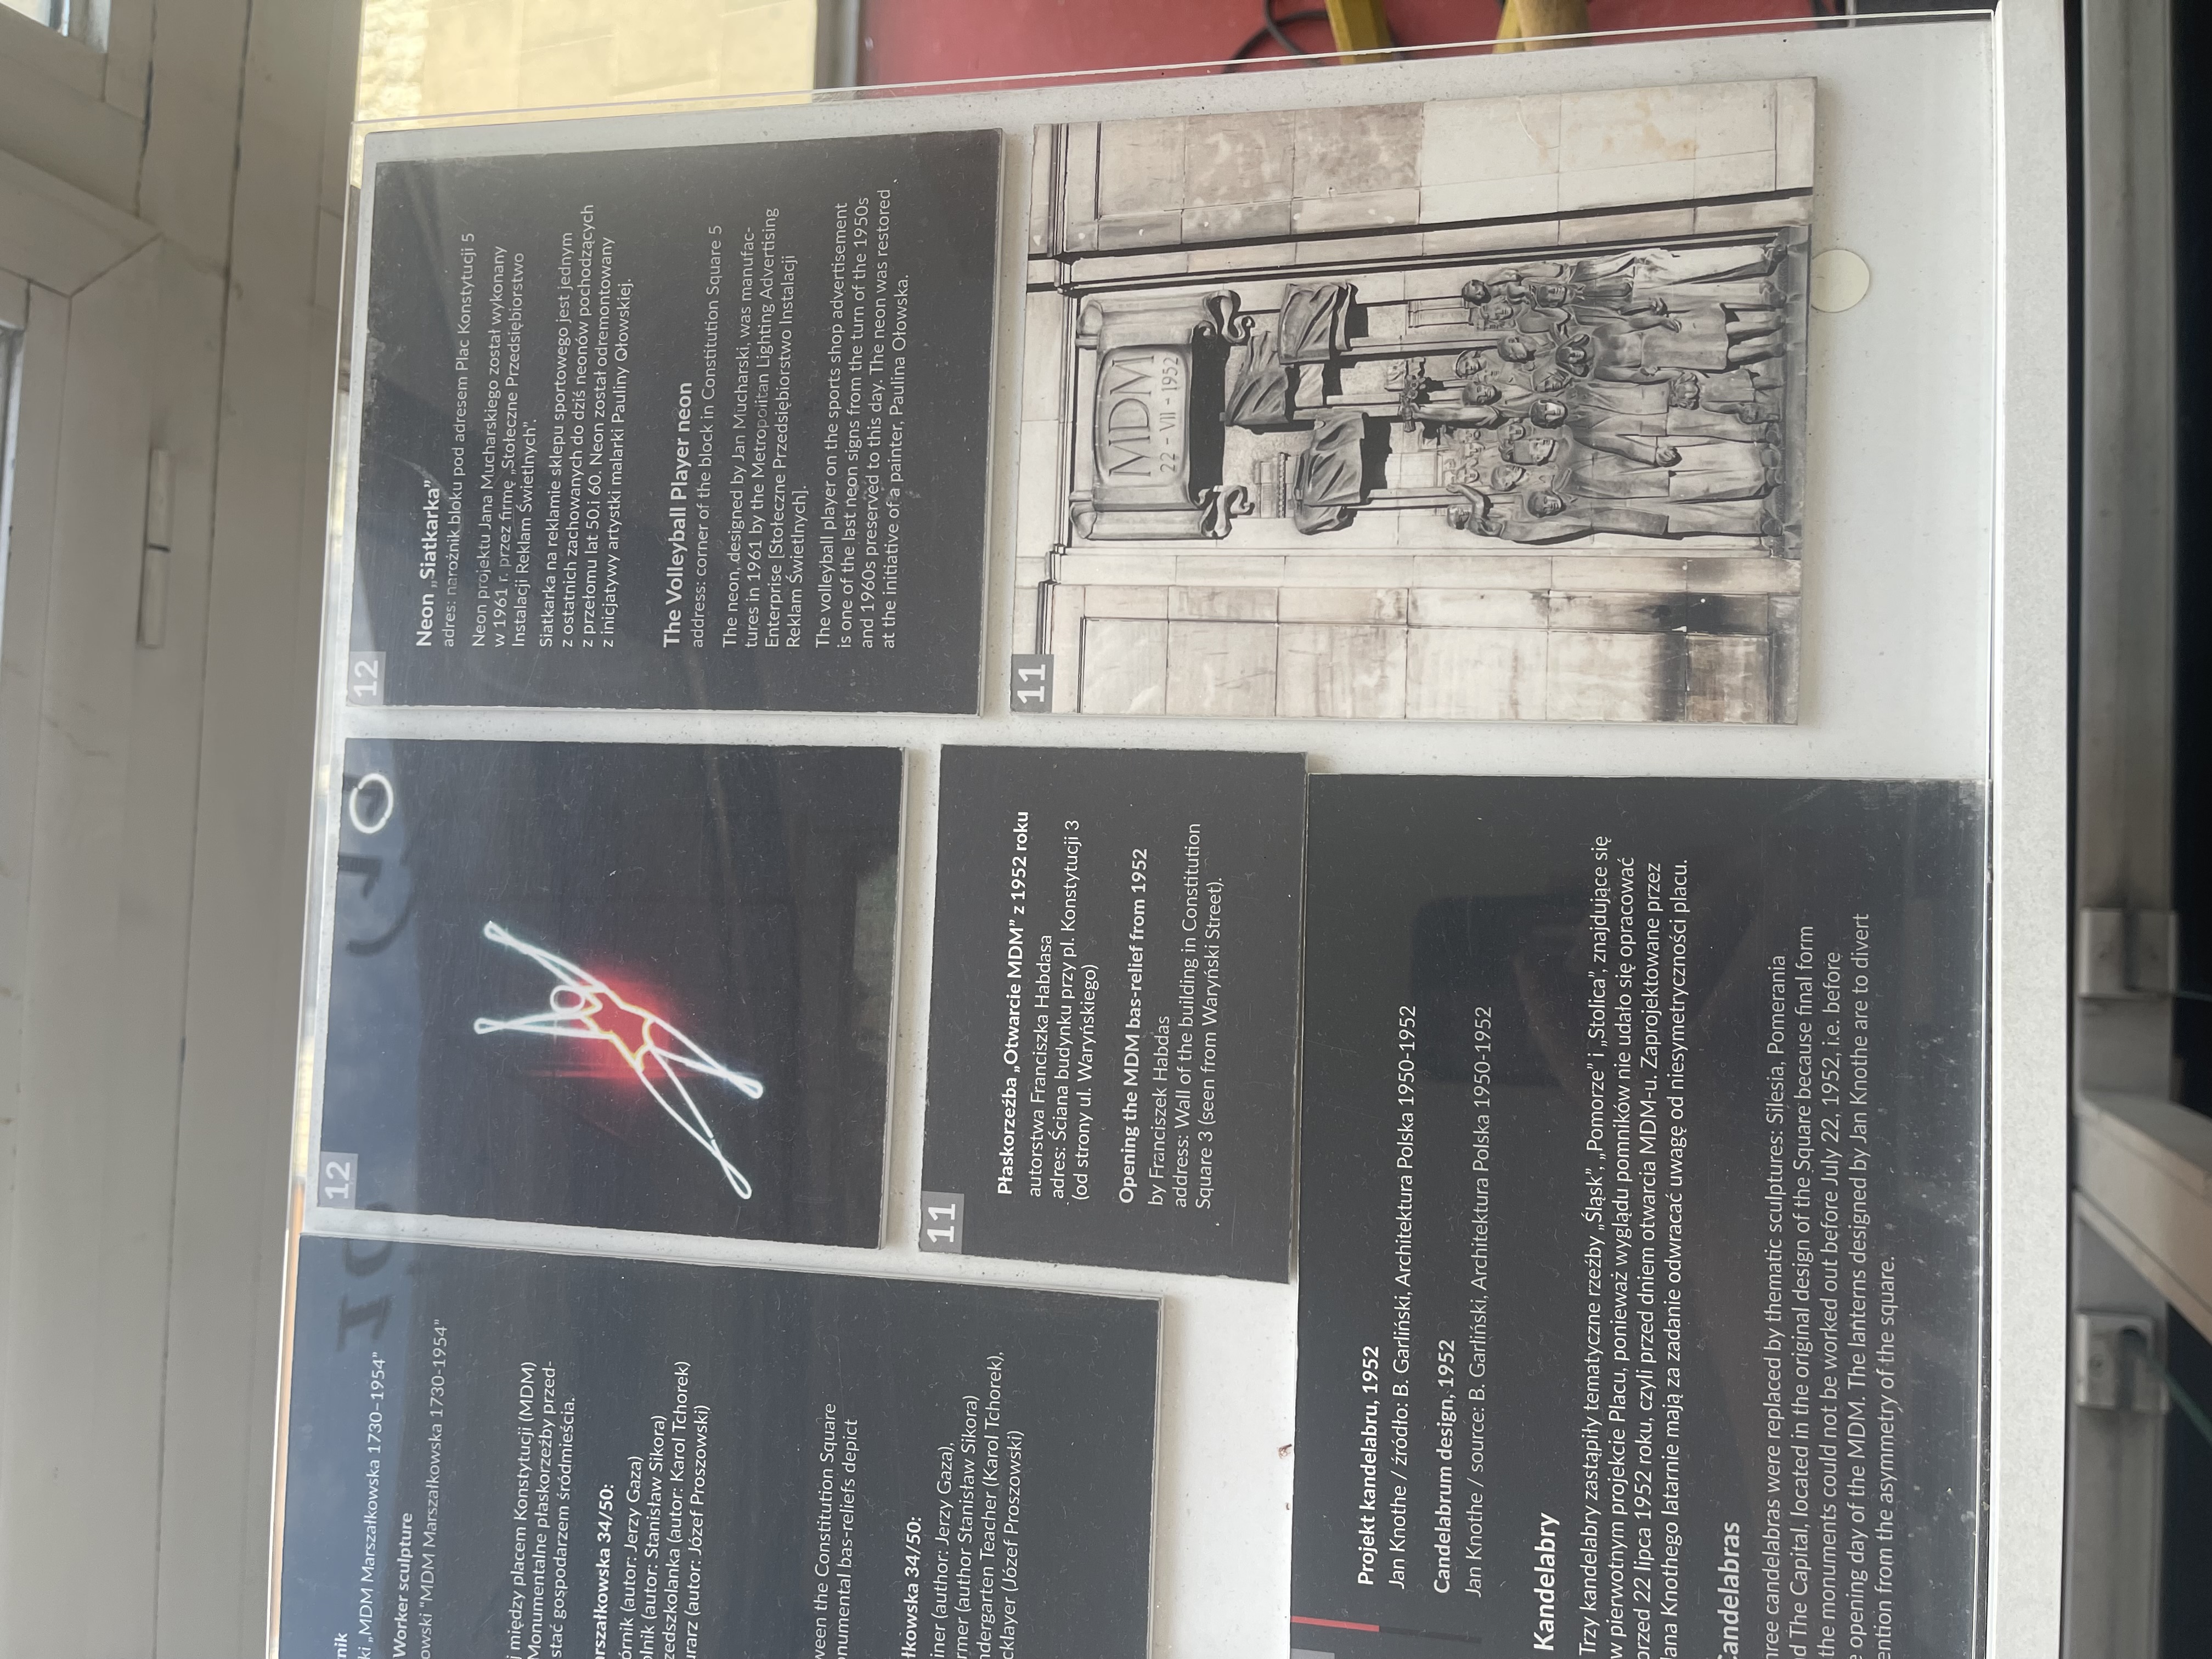 ki „MDM Marszałkowska 1730–1954”
Worker sculpture
"MDM Marszałkowska 1730-1954"
między placem Konstytucji (MDM)
Monumentalne płaskorzeźby przed-
stać gospodarzem śródmieścia.
34/50:
(autor: Jerzy Gaza)
(autor: Stanisław Sikora)
(autor: Karol Tchorek)
(autor: Józef Proszowski)
the Constitution Square
bas-reliefs depict
34/50:
(author: Jerzy Gaza),
(author Stanisław Sikora)
Teacher (Karol Tchorek),
(Józef Proszowski)
12
12
Neon „Siatkarka”
adres: narożnik bloku pod adresem Plac Konstytucji 5
Neon projektu Jana Mucharskiego został wykonany
w 1961 r. przez firmę „Stołeczne Przedsiębiorstwo
Instalacji Reklam Świetlnych”.
Siatkarka na reklamie sklepu sportowego jest jednym
z ostatnich zachowanych do dziś neonów pochodzących
z przełomu lat 50.i 60. Neon został odremontowany
z inicjatywy artystki malarki Pauliny Ołowskiej.
The Volleyball Player neon
address: corner of the block in Constitution Square 5
The neon, designed by Jan Mucharski, was manufac-
tures in 1961 by the Metropolitan Lighting Advertising
Enterprise [Stołeczne Przedsiębiorstwo Instalacji
Reklam Świetlnych].
The volleyball player on the sports shop advertisement
is one of the last neon signs from the turn of the 1950s
and 1960s preserved to this day. The neon was restored
at the initiative of a painter, Paulina Ołowska.
11
Płaskorzeźba „Otwarcie MDM” z 1952 roku
autorstwa Franciszka Habdasa
adres: Ściana budynku przy pl. Konstytucji 3
(od strony ul. Waryńskiego)
Opening the MDM bas-relief from 1952
by Franciszek Habdas
address: Wall of the building in Constitution
Square 3 (seen from Waryński Street).
11
MDM
22 - VII - 1952
Projekt kandelabru, 1952
Jan Knothe / źródło: B. Garliński, Architektura Polska 1950-1952
Candelabrum design, 1952
Jan Knothe / source: B. Garliński, Architektura Polska 1950-1952
Kandelabry
Trzy kandelabry zastąpiły tematyczne rzeźby „Śląsk”, „Pomorze” i „Stolica”, znajdujące się
w pierwotnym projekcie Placu, ponieważ wyglądu pomników nie udało się opracować
przed 22 lipca 1952 roku, czyli przed dniem otwarcia MDM-u. Zaprojektowane przez
Jana Knothego latarnie mają za zadanie odwracać uwagę od niesymetryczności placu.
Candelabras
three candelabras were replaced by thematic sculptures: Silesia, Pomerania
The Capital, located in the original design of the Square because final form
the monuments could not be worked out before July 22, 1952, i.e. before
opening day of the MDM. The lanterns designed by Jan Knothe are to divert
from the asymmetry of the square.